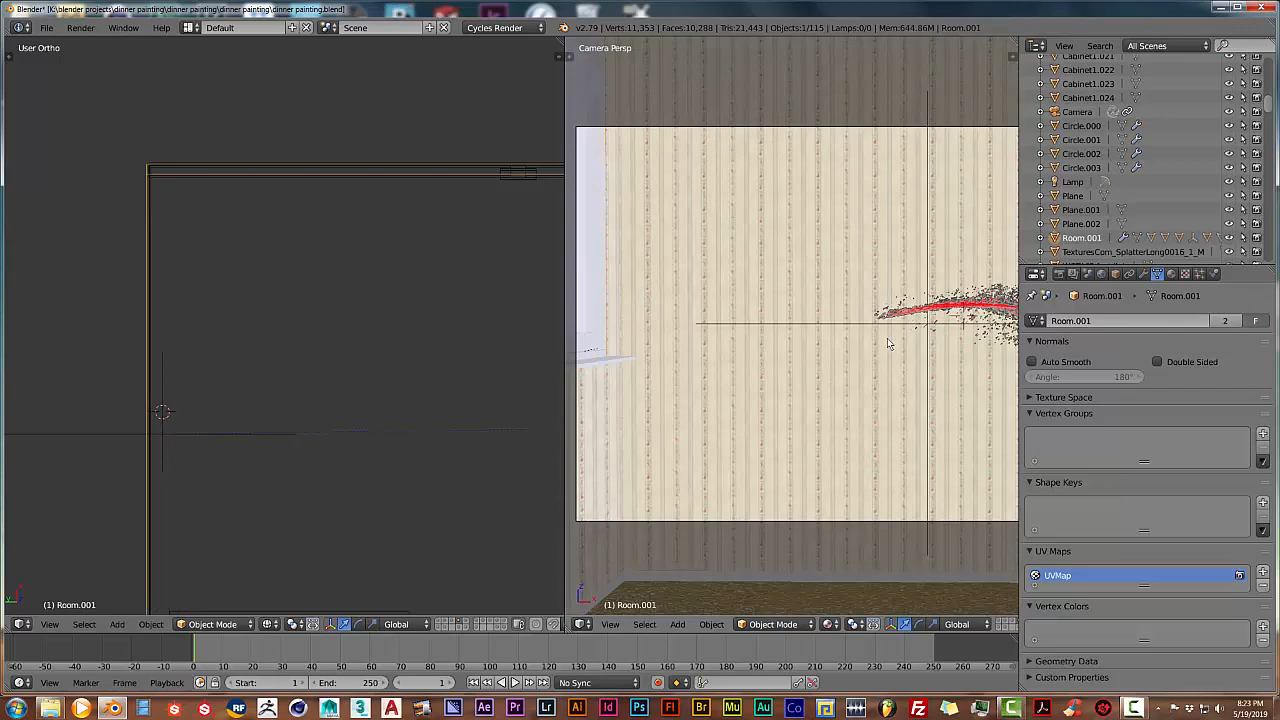 Blender* [K:\blender projects\dinner painting\dinner painting\dinner painting.blend]
File Render Window Help Default Scene Cycles Render v2.79 | Verts:11,353 | Faces:10,288 | Tris:21,443 | Objects:1/115 | Lamps:0/0 | Mem:644.86M | Room.001
User Ortho
Camera Persp
View Search All Scenes
Cabinet1.021
Cabinet1.022
Cabinet1.023
Cabinet1.024
Camera
Circle.000
Circle.001
Circle.002
Circle.003
Lamp
Plane
Plane.001
Plane.002
Room.001
TexturesCom_SplatterLong0016_1_M
Room.001 Room.001
Room.001 2 F
Normals
Auto Smooth Double Sided
Angle: 180°
Texture Space
Vertex Groups
Shape Keys
UV Maps
UVMap
Vertex Colors
Geometry Data
Custom Properties
(1) Room.001
(1) Room.001
View Select Add Object Object Mode Global
View Select Add Object Object Mode Global
-60 -50 -40 -30 -20 -10 0 10 20 30 40 50 60 70 80 90 100 110 120 130 140 150 160 170 180 190 200 210 220 230 240 250 260 270
View Marker Frame Playback Start: 1 End: 250 1 No Sync
8:23 PM
5/19/2019